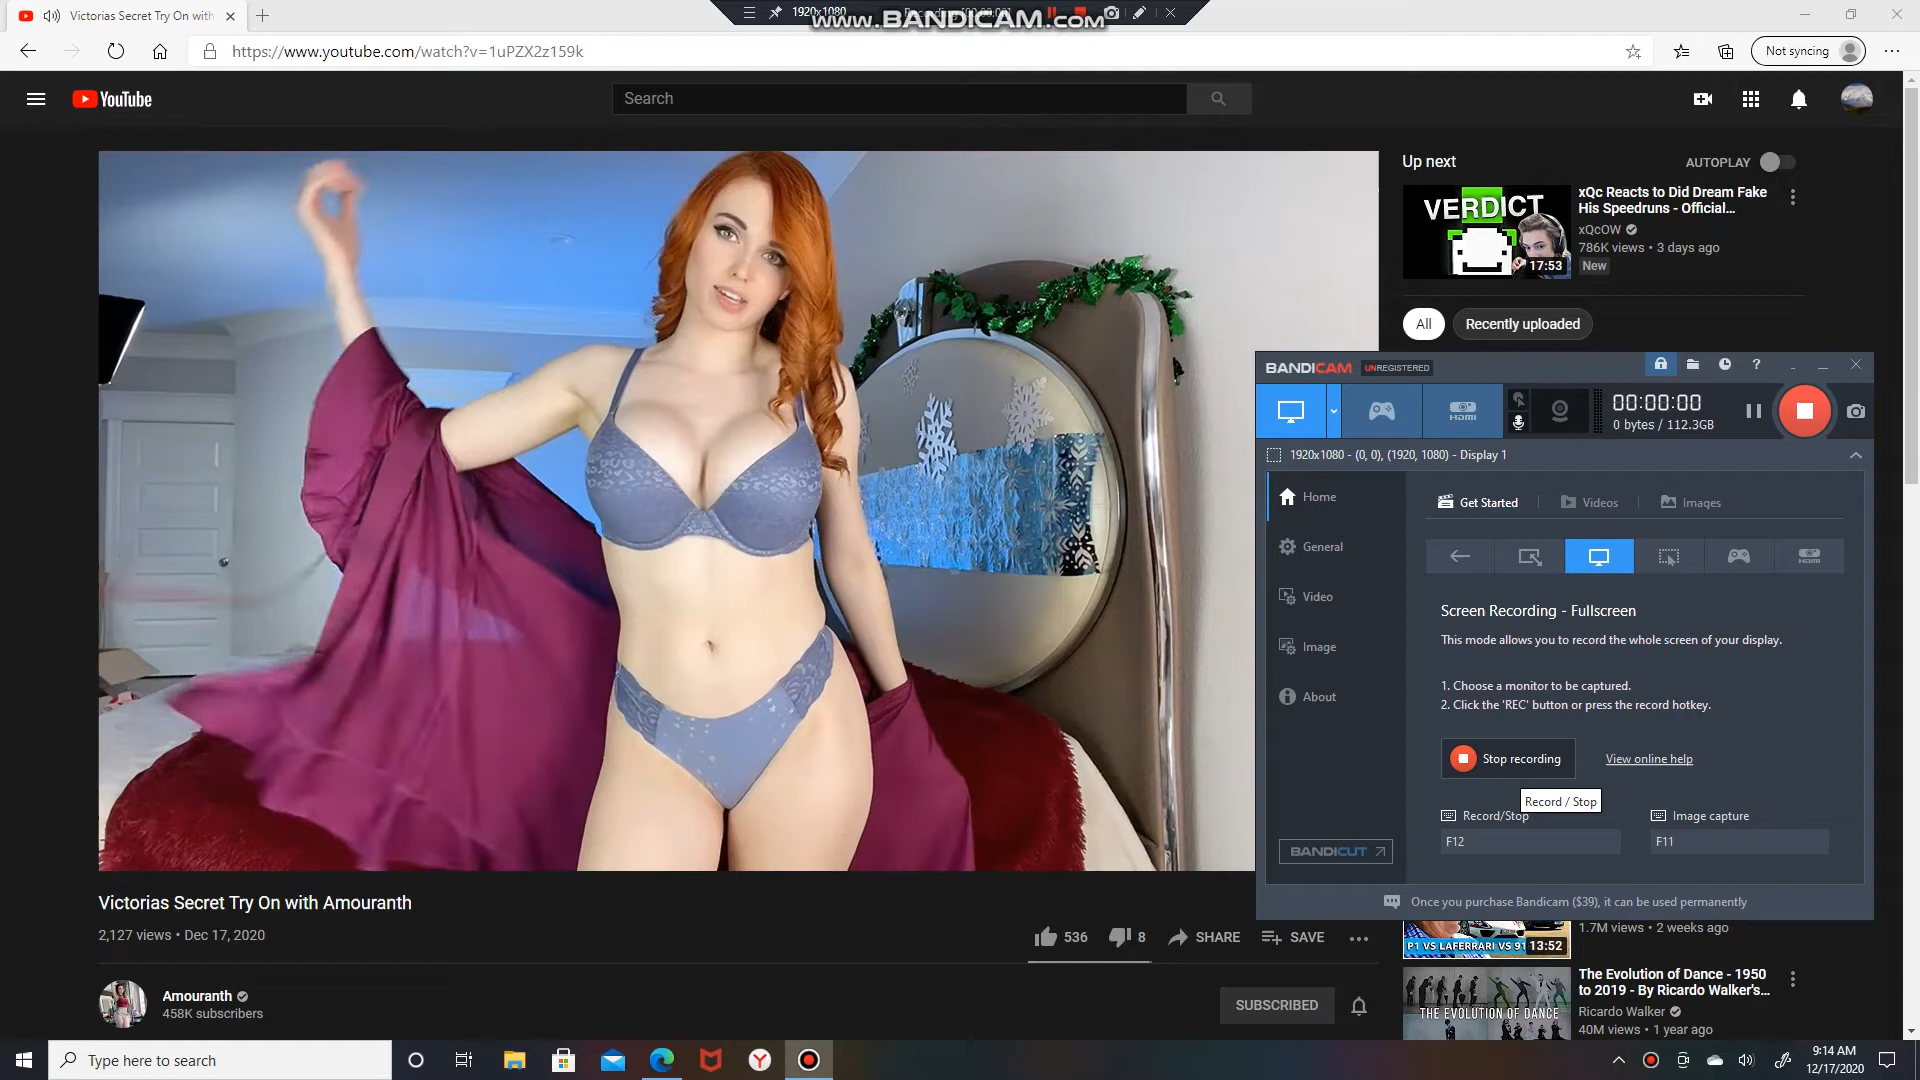 Victorias Secret Try On with
1920x1080
www.BANDICAM.com
https://www.youtube.com/watch?v=1uPZX2z159k
Not syncing
YouTube
Search
Up next
AUTOPLAY
VERDICT
17:53
xQc Reacts to Did Dream Fake
His Speedruns - Official...
xQcOW
786K views • 3 days ago
New
All
Recently uploaded
BANDICAM UNREGISTERED
HDMI
00:00:00
0 bytes / 112.3GB
1920x1080 - (0, 0), (1920, 1080) - Display 1
Home
General
Video
Image
About
BANDICUT
Get Started
Videos
Images
HDMI
Screen Recording - Fullscreen
This mode allows you to record the whole screen of your display.
1. Choose a monitor to be captured.
2. Click the 'REC' button or press the record hotkey.
Stop recording
View online help
Record / Stop
Record/Stop
Image capture
F12
F11
Once you purchase Bandicam ($39), it can be used permanently
Victorias Secret Try On with Amouranth
2,127 views • Dec 17, 2020
536
8
SHARE
SAVE
Amouranth
458K subscribers
SUBSCRIBED
P1 VS LAFERRARI VS 91
13:52
1.7M views • 2 weeks ago
THE EVOLUTION OF DANCE
The Evolution of Dance - 1950
to 2019 - By Ricardo Walker's...
Ricardo Walker
40M views • 1 year ago
Type here to search
9:14 AM
12/17/2020